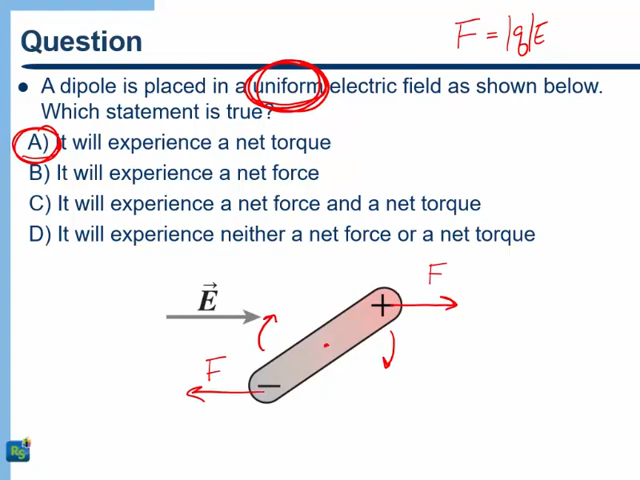 Question
F = |q|E
A dipole is placed in a uniform electric field as shown below.
Which statement is true?
A) It will experience a net torque
B) It will experience a net force
C) It will experience a net force and a net torque
D) It will experience neither a net force or a net torque
F
E
+
F
−
RS